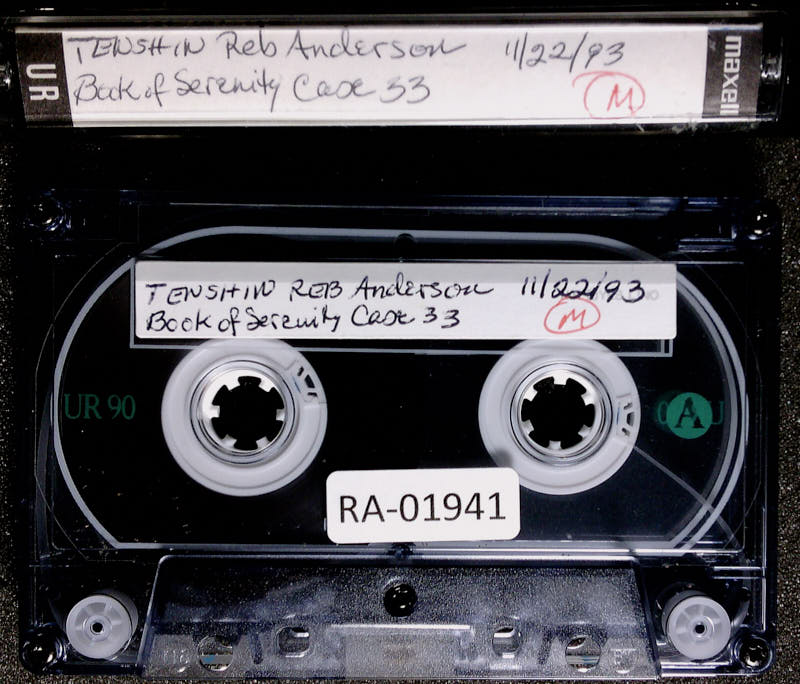 TENSHIN Reb Anderson 11/22/93
Book of Serenity Case 33
M
UR
maxell
TENSHIN REB Anderson 11/22/93
Book of Serenity Case 33
M
UR 90
A
RA-01941